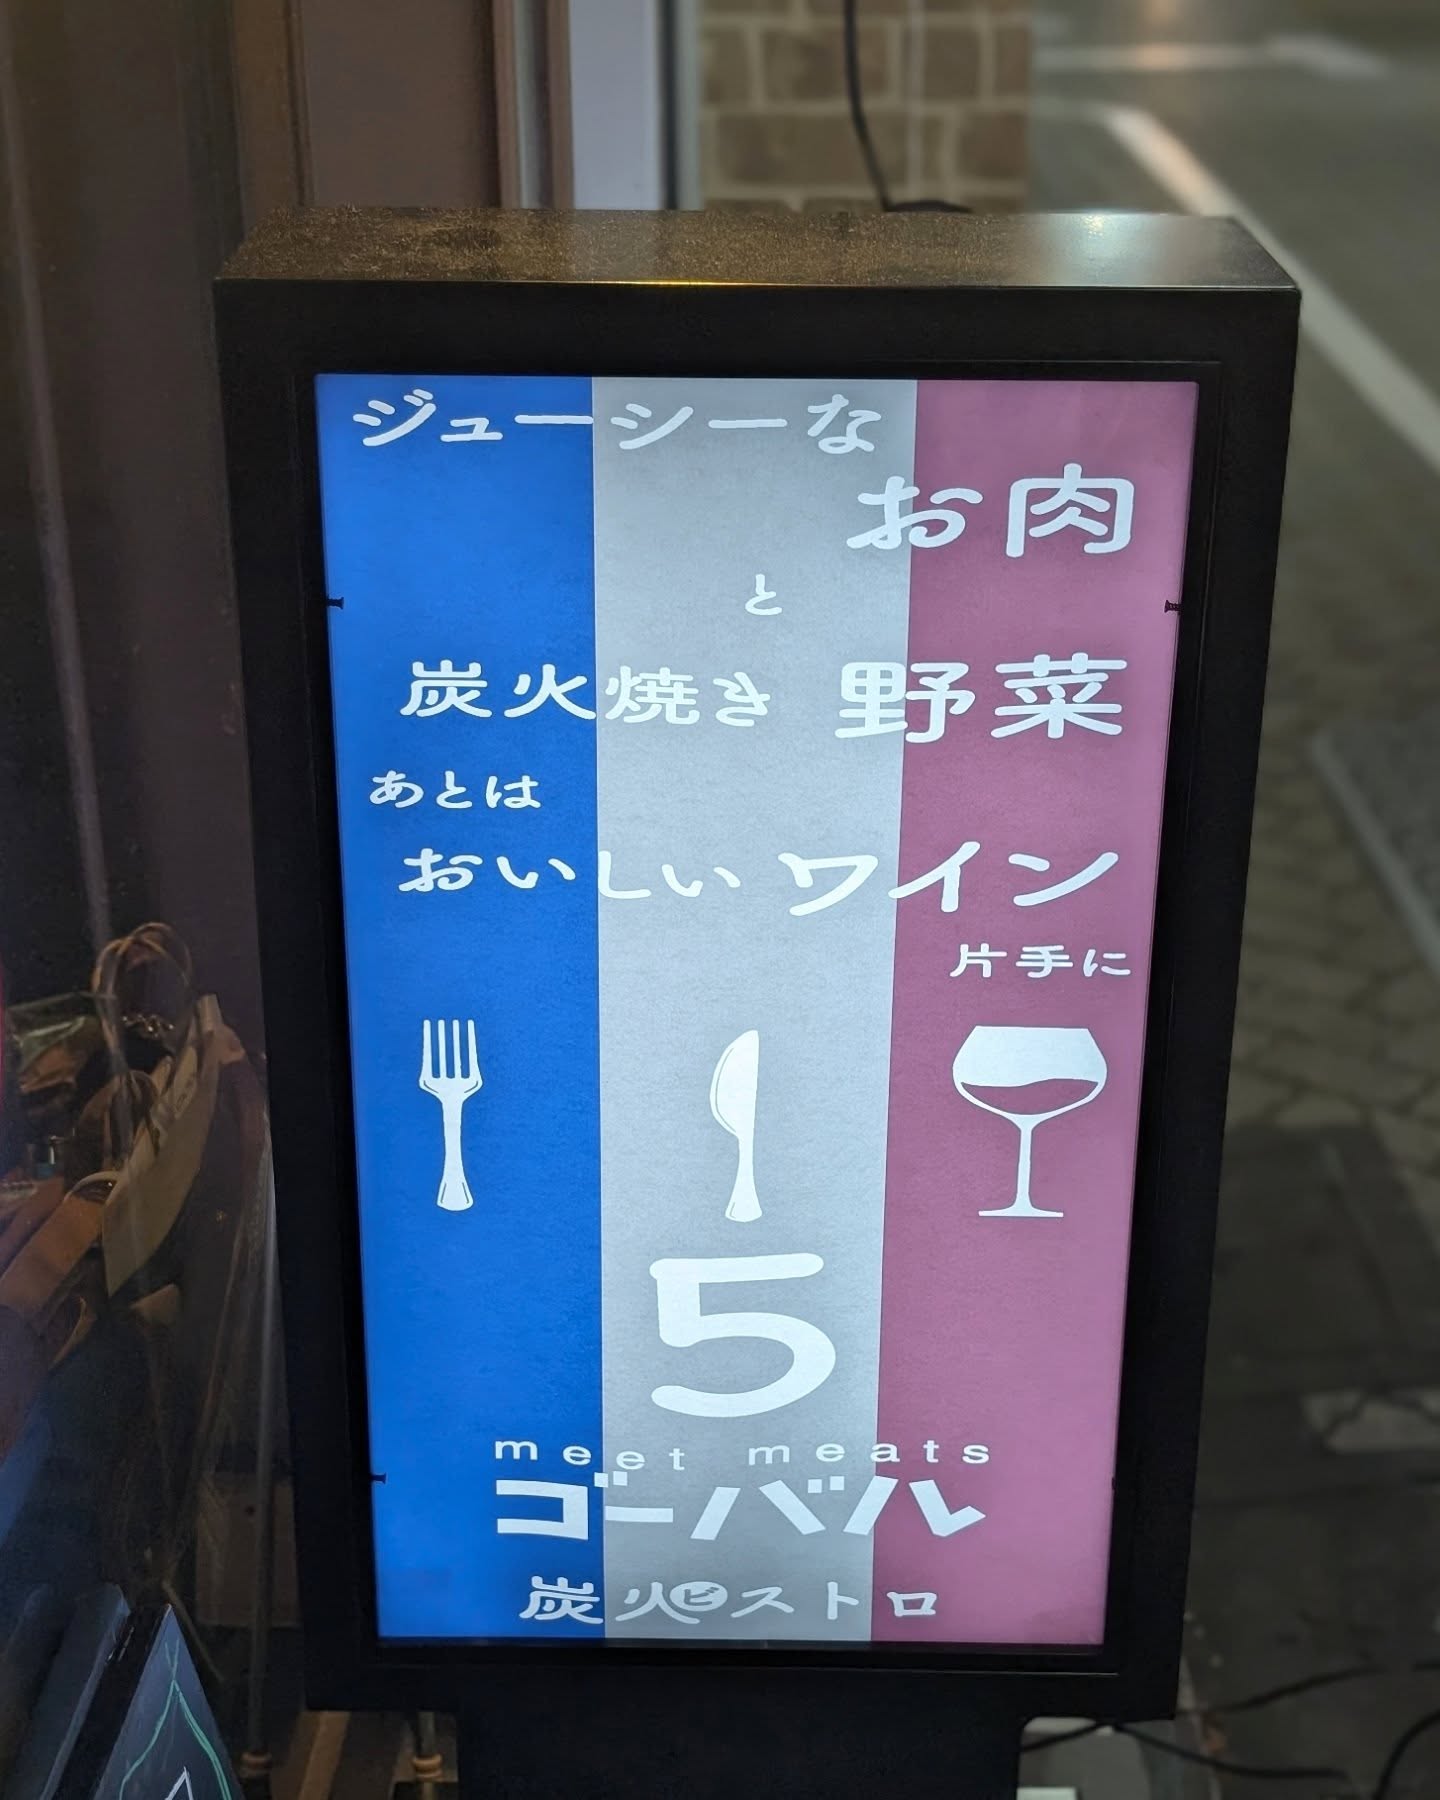 ジューシーな
お肉
と
炭火焼き 野菜
あとは
おいしい ワイン
片手に
5
meet meats
ゴーバル
炭火ビストロ